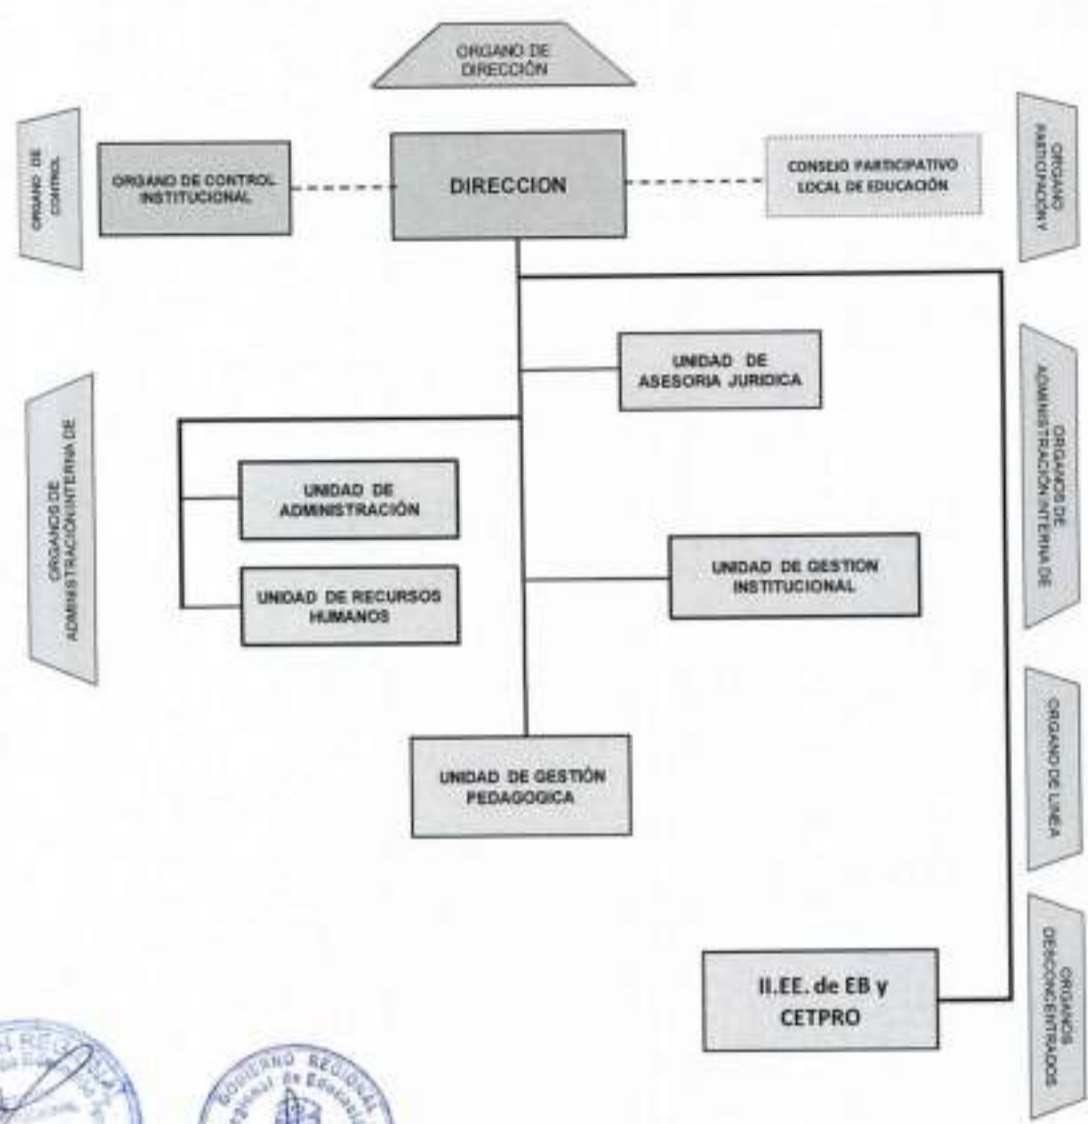 ORGANO DE
DIRECCIÓN
ORGANO DE
CONTROL
ORGANO DE CONTROL
INSTITUCIONAL
DIRECCION
CONSEJO PARTICIPATIVO
LOCAL DE EDUCACIÓN
ORGANO
PARTICIPACIÓN Y
UNIDAD DE
ASESORIA JURIDICA
ORGANOS DE
ADMINISTRACIÓN INTERNA DE
ORGANOS DE
ADMINISTRACIÓN INTERNA DE
UNIDAD DE
ADMINISTRACIÓN
UNIDAD DE RECURSOS
HUMANOS
UNIDAD DE GESTION
INSTITUCIONAL
ORGANO DE LINEA
UNIDAD DE GESTIÓN
PEDAGOGICA
II.EE. de EB y
CETPRO
ORGANOS
DESCONCENTRADOS
GOBIERNO REGIONAL